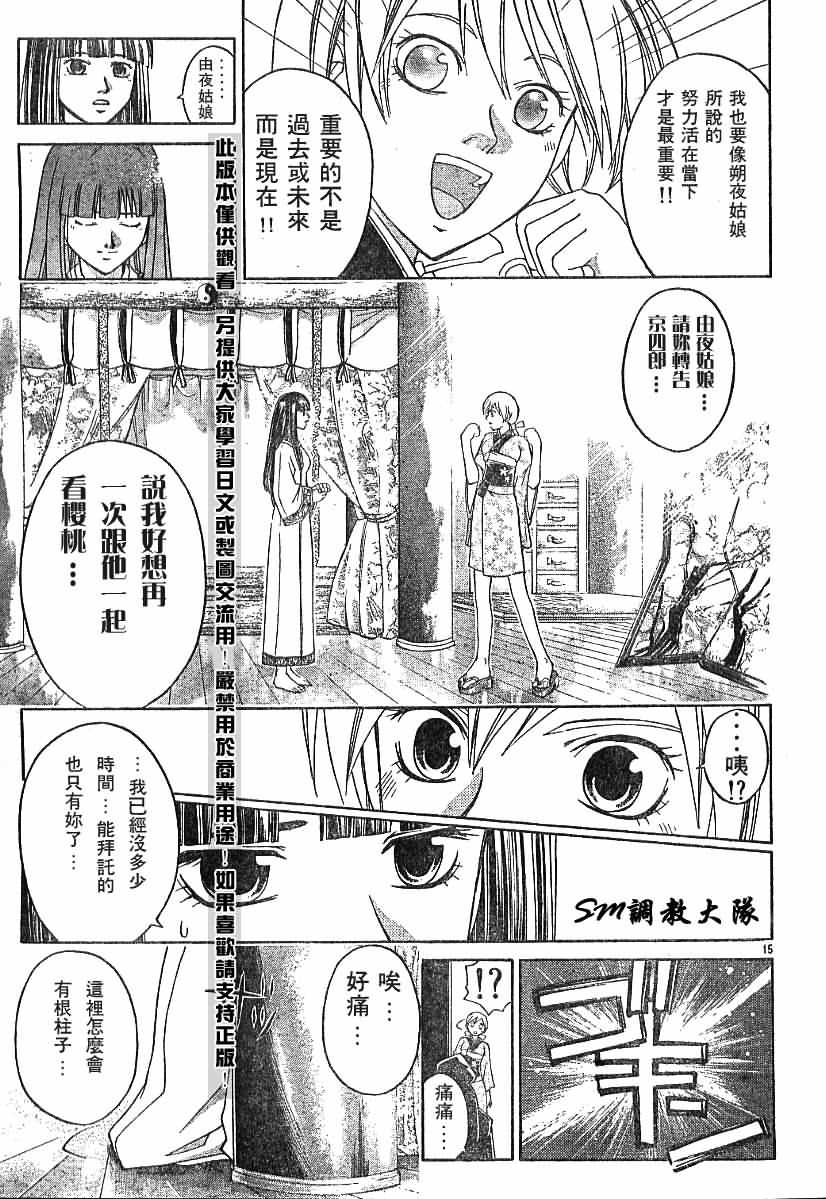 我也要像朔夜姑娘
所說的
努力活在當下
才是最重要!!
重要的不是
過去或未來
而是現在!!
……
由夜姑娘
由夜姑娘…
請妳轉告
京四郎…
說我好想再
一次跟他一起
看櫻桃…
……咦!?
…我已經沒多少
時間…能拜託的
也只有妳了…
SM調教大隊
15
ゴキ
!?
痛痛
……
唉…
好痛…
這裡怎麼會
有根柱子…
此版本僅供觀看 另提供大家學習日文或製圖交流用!嚴禁用於商業用途!如果喜歡請支持正版!